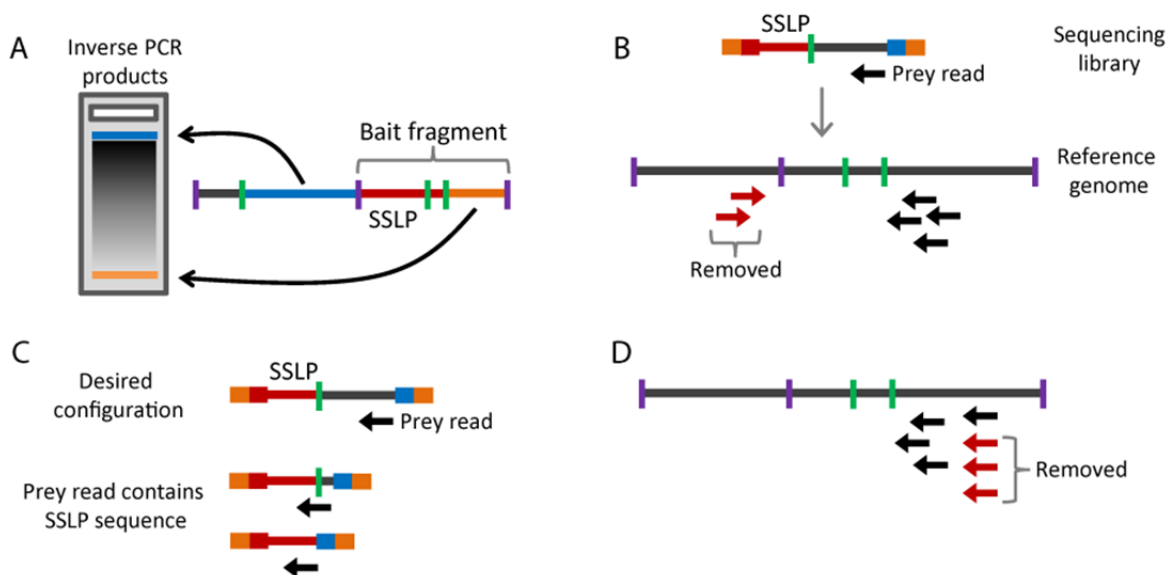 A
Inverse PCR
products
Bait fragment
SSLP
B
SSLP
Prey read
Sequencing
library
Reference
genome
Removed
C
Desired
configuration
SSLP
Prey read
Prey read contains
SSLP sequence
D
Removed